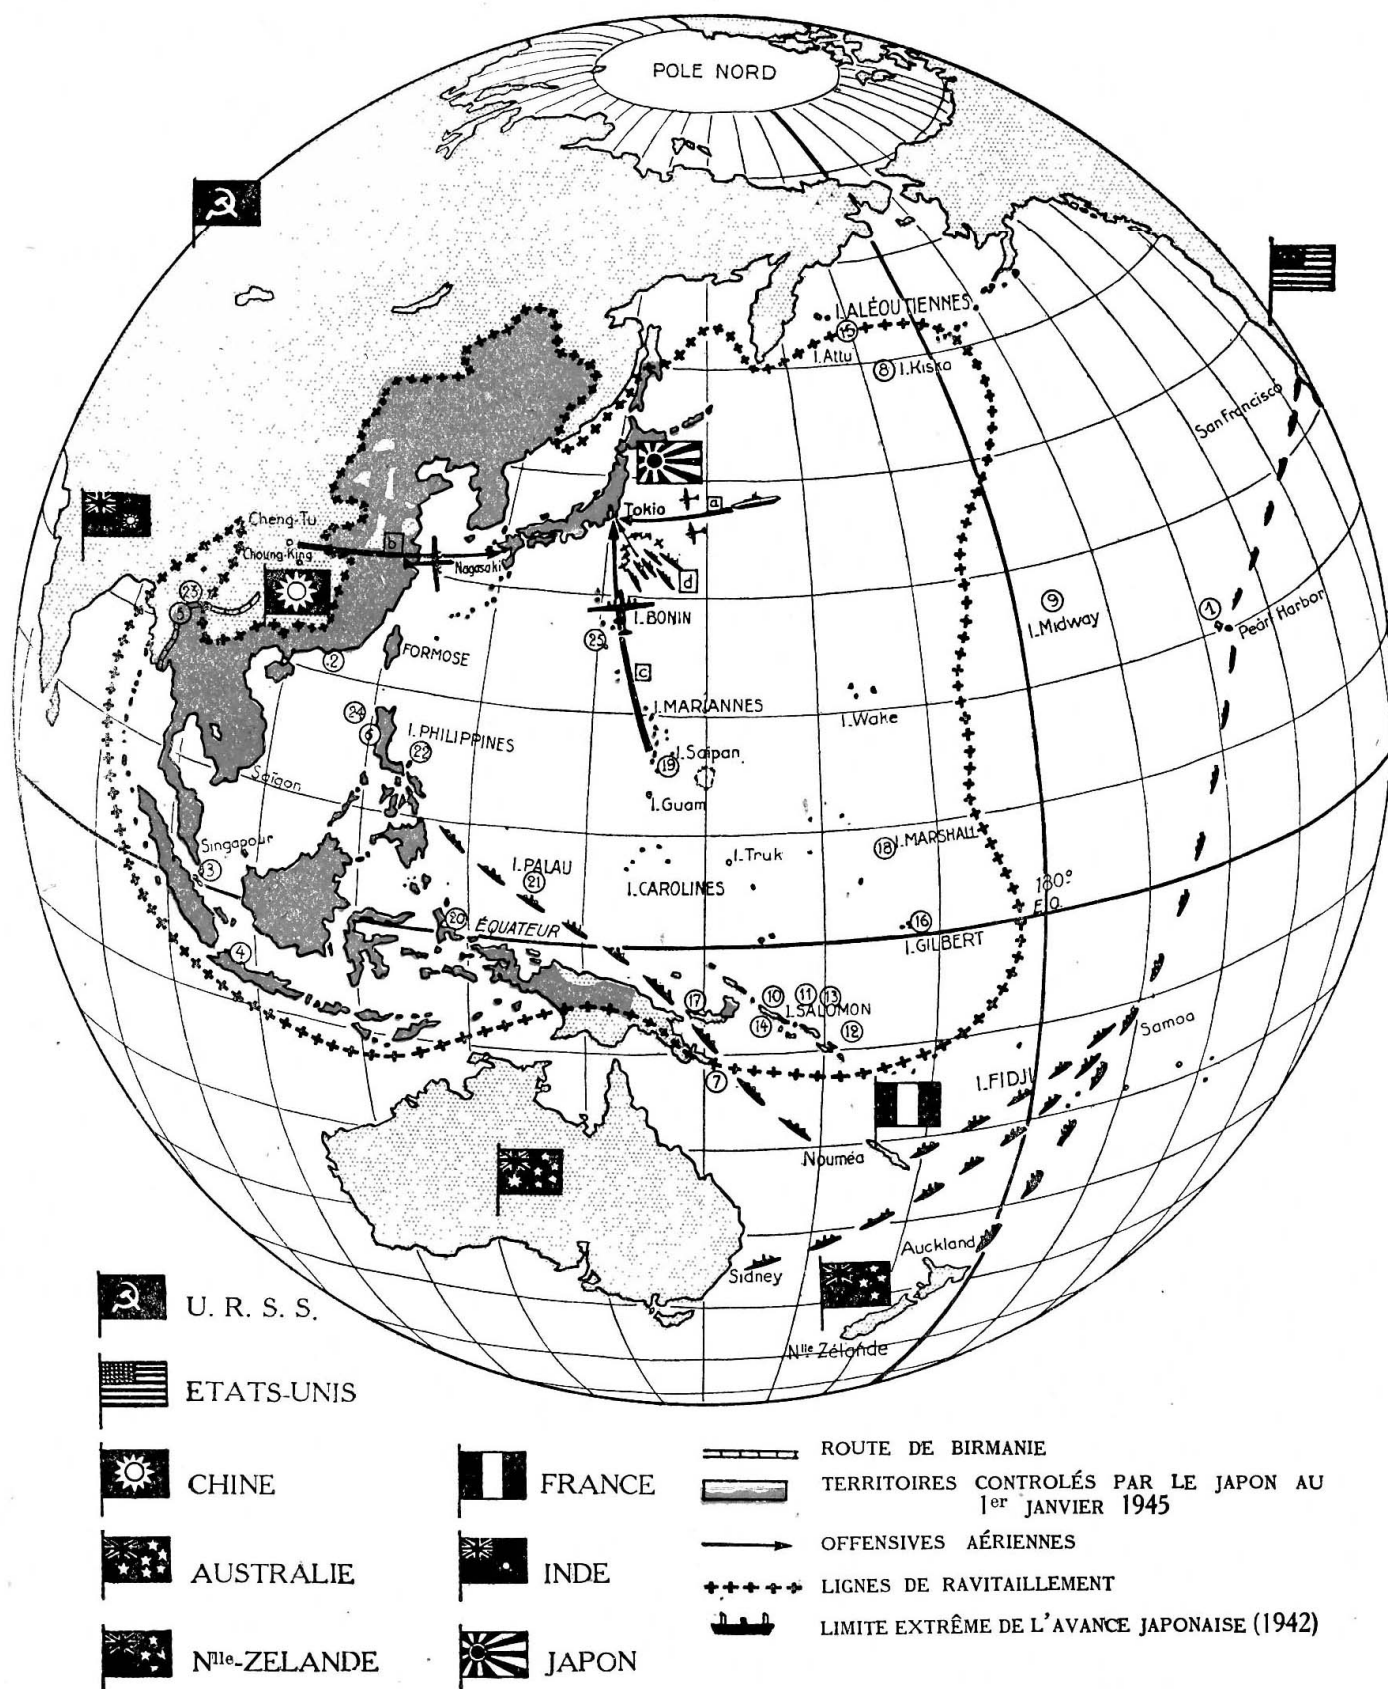 POLE NORD
I. ALÉOUTIENNES
15
I. Attu
8
I. Kiska
San Francisco
Tokio
a
Cheng-Tu
Choung-King
b
Nagasaki
d
23
5
I. BONIN
25
9
I. Midway
1
Pearl Harbor
2
FORMOSE
c
I. MARIANNES
I. Wake
24
6
I. PHILIPPINES
22
I. Saïpan
19
I. Guam
Saïgon
Singapour
3
I. PALAU
21
I. Truk
18
I. MARSHALL
I. CAROLINES
180°
EQ.
20
ÉQUATEUR
16
I. GILBERT
4
17
10
11
13
I. SALOMON
14
12
Samoa
7
I. FIDJI
Nouméa
Auckland
Sidney
Nlle Zélande
U. R. S. S.
ETATS-UNIS
CHINE
AUSTRALIE
Nlle-ZELANDE
FRANCE
INDE
JAPON
ROUTE DE BIRMANIE
TERRITOIRES CONTROLÉS PAR LE JAPON AU
1er JANVIER 1945
OFFENSIVES AÉRIENNES
LIGNES DE RAVITAILLEMENT
LIMITE EXTRÊME DE L'AVANCE JAPONAISE (1942)